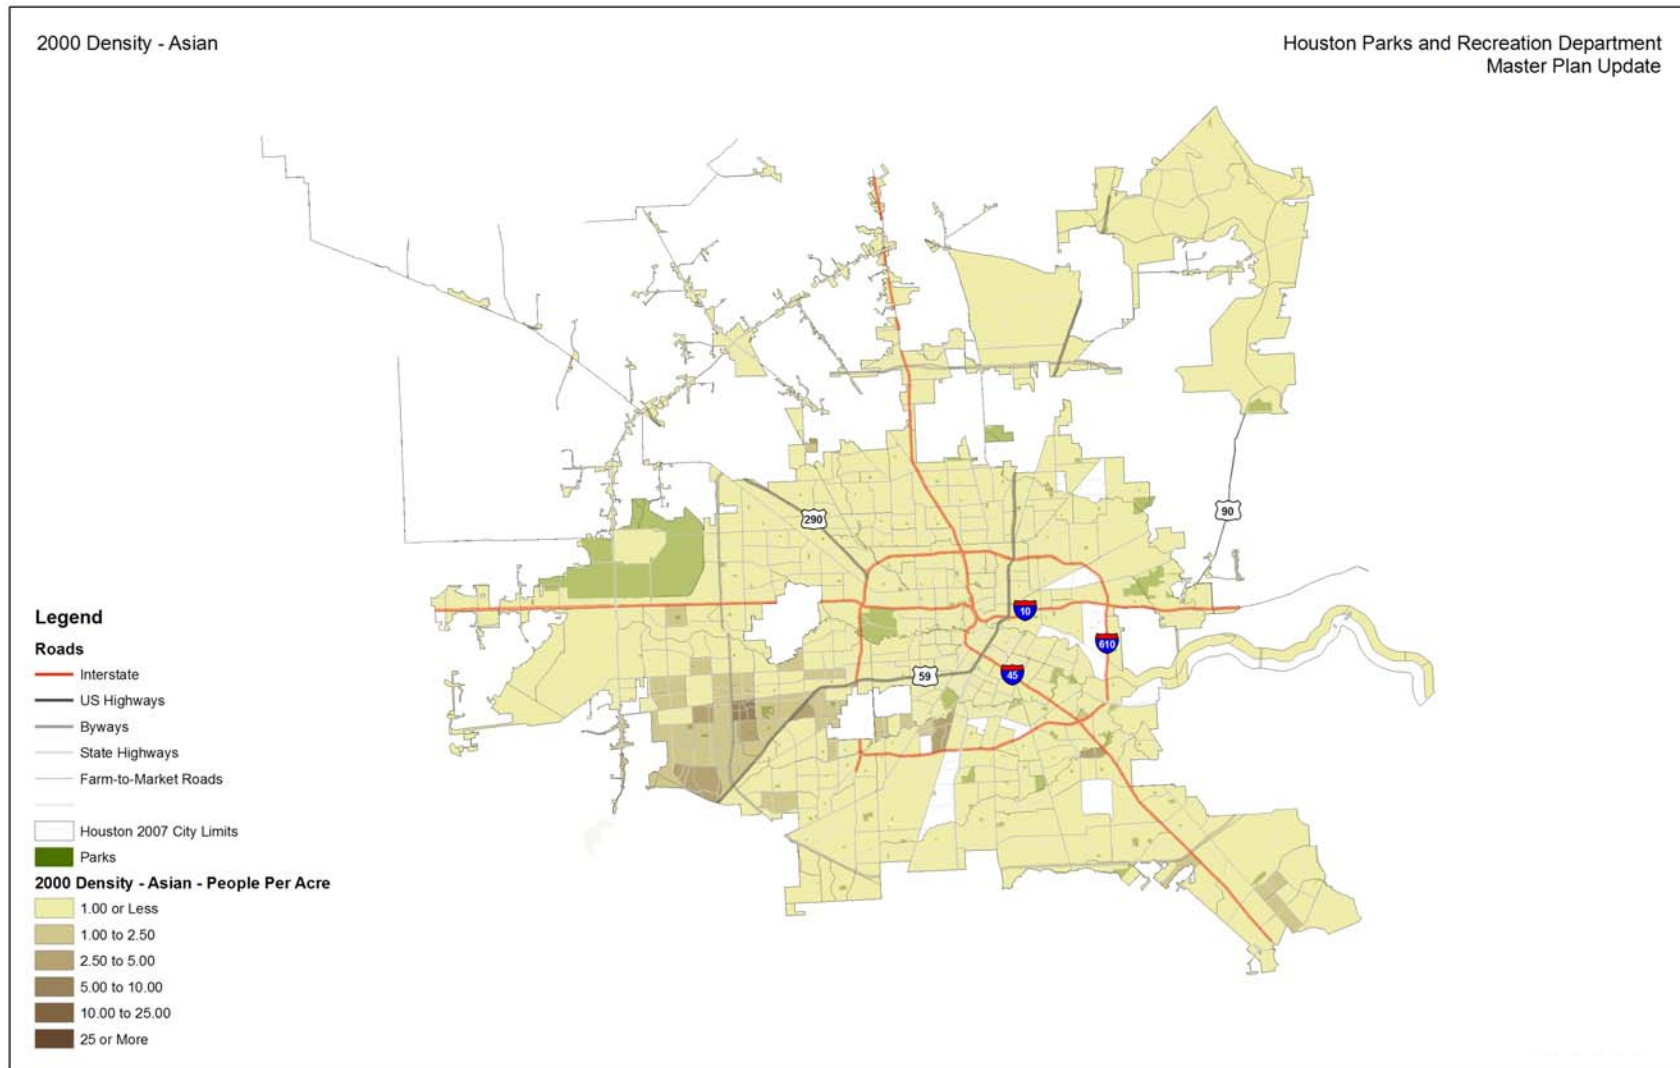 2000 Density - Asian
Houston Parks and Recreation Department
Master Plan Update
290
90
10
610
59
45
Legend
Roads
Interstate
US Highways
Byways
State Highways
Farm-to-Market Roads
Houston 2007 City Limits
Parks
2000 Density - Asian - People Per Acre
1.00 or Less
1.00 to 2.50
2.50 to 5.00
5.00 to 10.00
10.00 to 25.00
25 or More